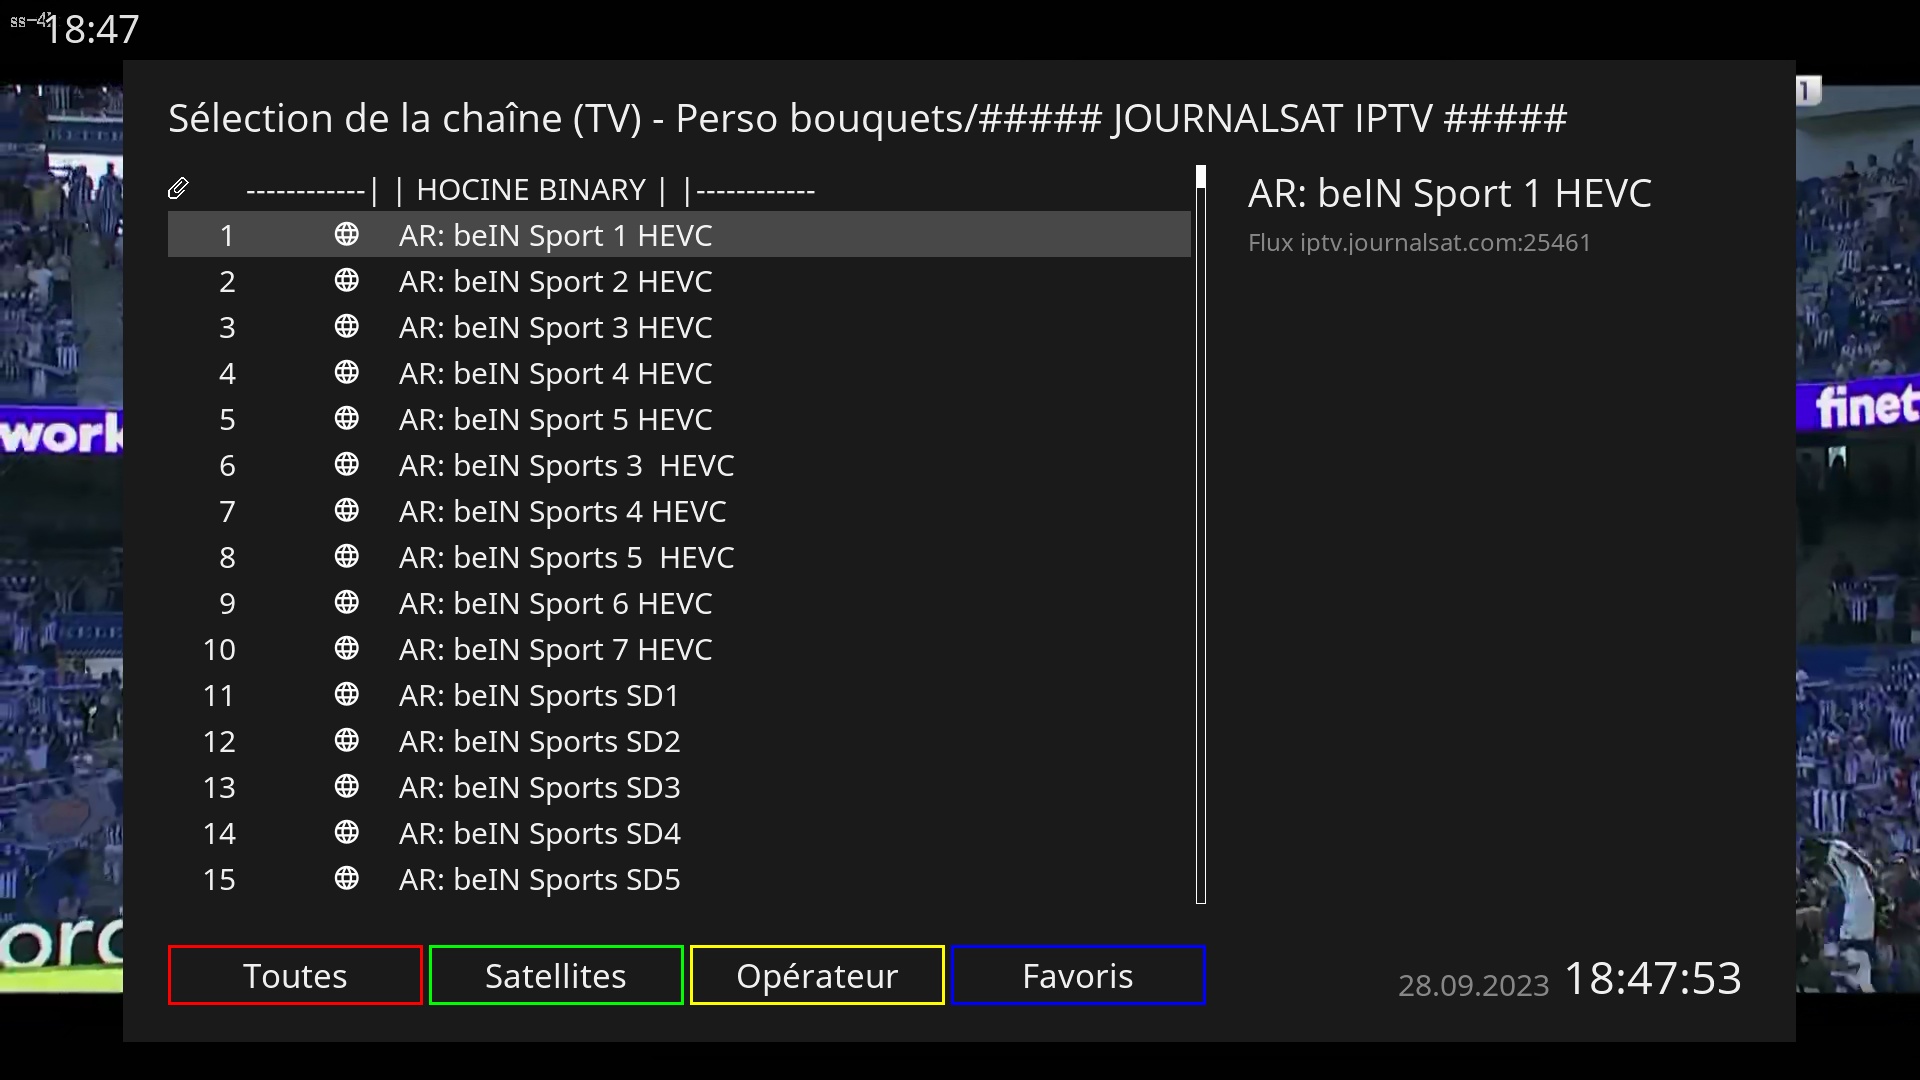 18:47
Sélection de la chaîne (TV) - Perso bouquets/##### JOURNALSAT IPTV #####
------------| | HOCINE BINARY | |------------
1 AR: beIN Sport 1 HEVC
2 AR: beIN Sport 2 HEVC
3 AR: beIN Sport 3 HEVC
4 AR: beIN Sport 4 HEVC
5 AR: beIN Sport 5 HEVC
6 AR: beIN Sports 3  HEVC
7 AR: beIN Sports 4 HEVC
8 AR: beIN Sports 5  HEVC
9 AR: beIN Sport 6 HEVC
10 AR: beIN Sport 7 HEVC
11 AR: beIN Sports SD1
12 AR: beIN Sports SD2
13 AR: beIN Sports SD3
14 AR: beIN Sports SD4
15 AR: beIN Sports SD5
AR: beIN Sport 1 HEVC
Flux iptv.journalsat.com:25461
Toutes
Satellites
Opérateur
Favoris
28.09.2023 18:47:53
1
work
finet